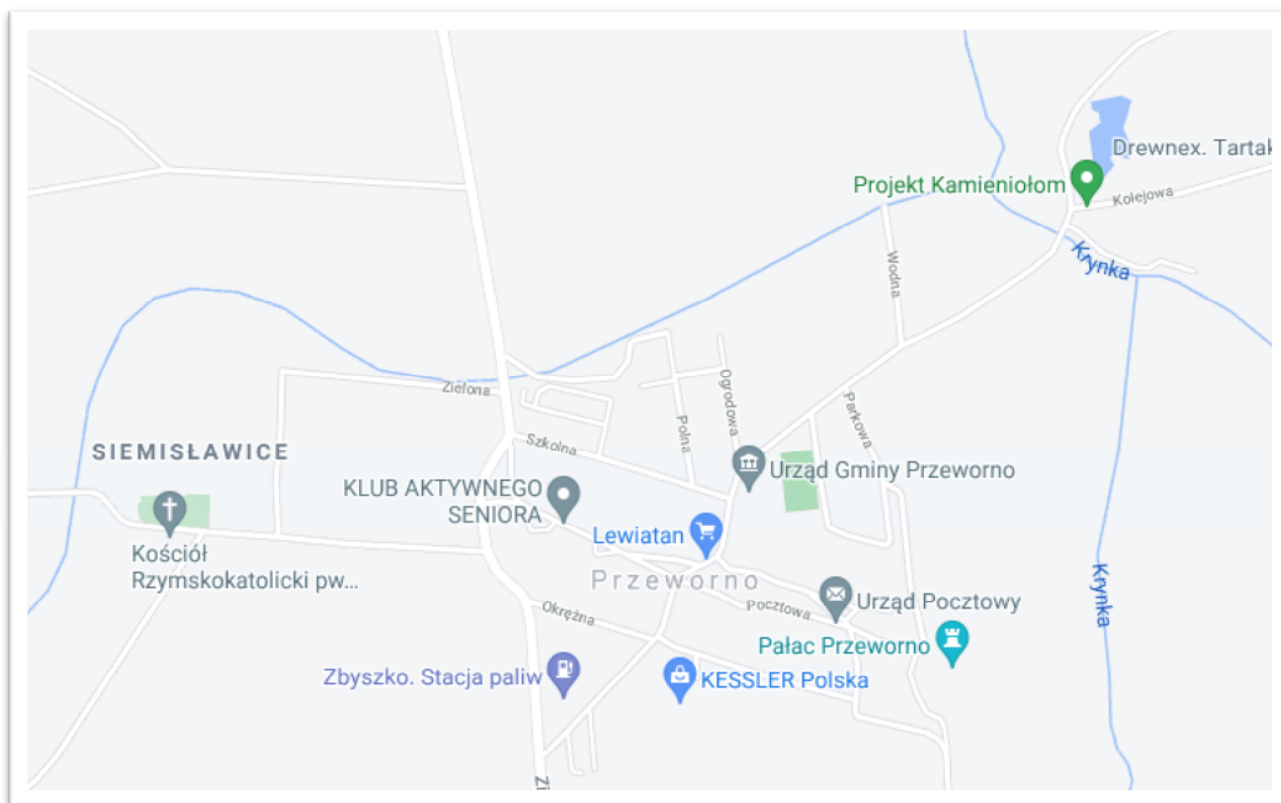 Drewnex. Tartak
Projekt Kamieniołom
Kolejowa
Krynka
Wodna
Zielona
Ogrodowa
Parkowa
Polna
Szkolna
SIEMISŁAWICE
Urząd Gminy Przeworno
KLUB AKTYWNEGO
SENIORA
Lewiatan
Kościół
Rzymskokatolicki pw...
Przeworno
Krynka
Urząd Pocztowy
Pocztowa
Okrężna
Pałac Przeworno
Zbyszko. Stacja paliw
KESSLER Polska
Zi